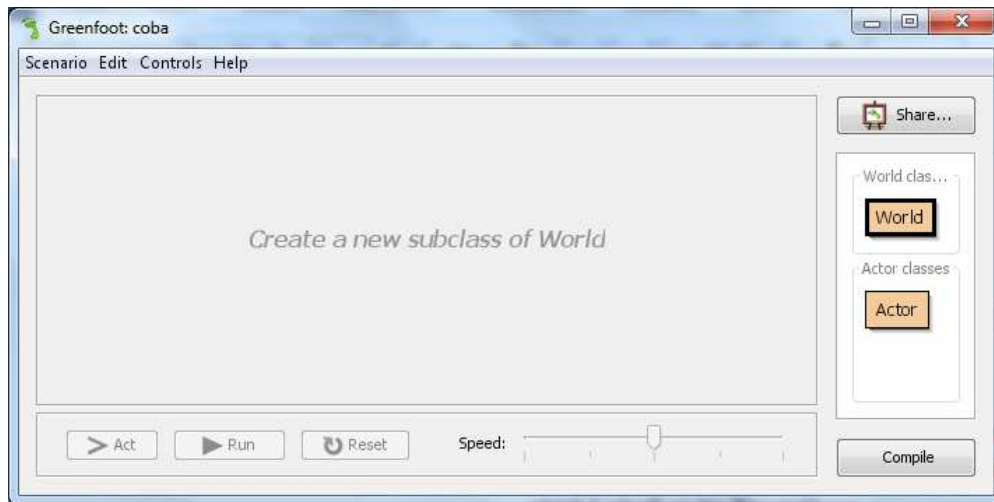 Greenfoot: coba
Scenario Edit Controls Help
Share...
World clas...
World
Create a new subclass of World
Actor classes
Actor
Act Run Reset Speed:
Compile